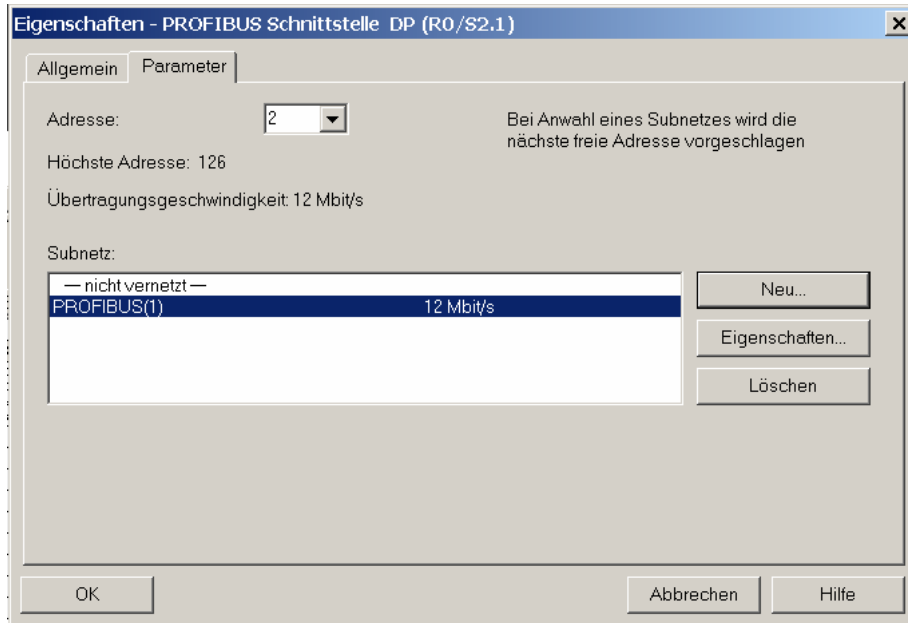 Eigenschaften - PROFIBUS Schnittstelle DP (R0/S2.1)
Allgemein Parameter
Adresse: 2
Bei Anwahl eines Subnetzes wird die
nächste freie Adresse vorgeschlagen
Höchste Adresse: 126
Übertragungsgeschwindigkeit: 12 Mbit/s
Subnetz:
— nicht vernetzt —
PROFIBUS(1) 12 Mbit/s
Neu...
Eigenschaften...
Löschen
OK Abbrechen Hilfe